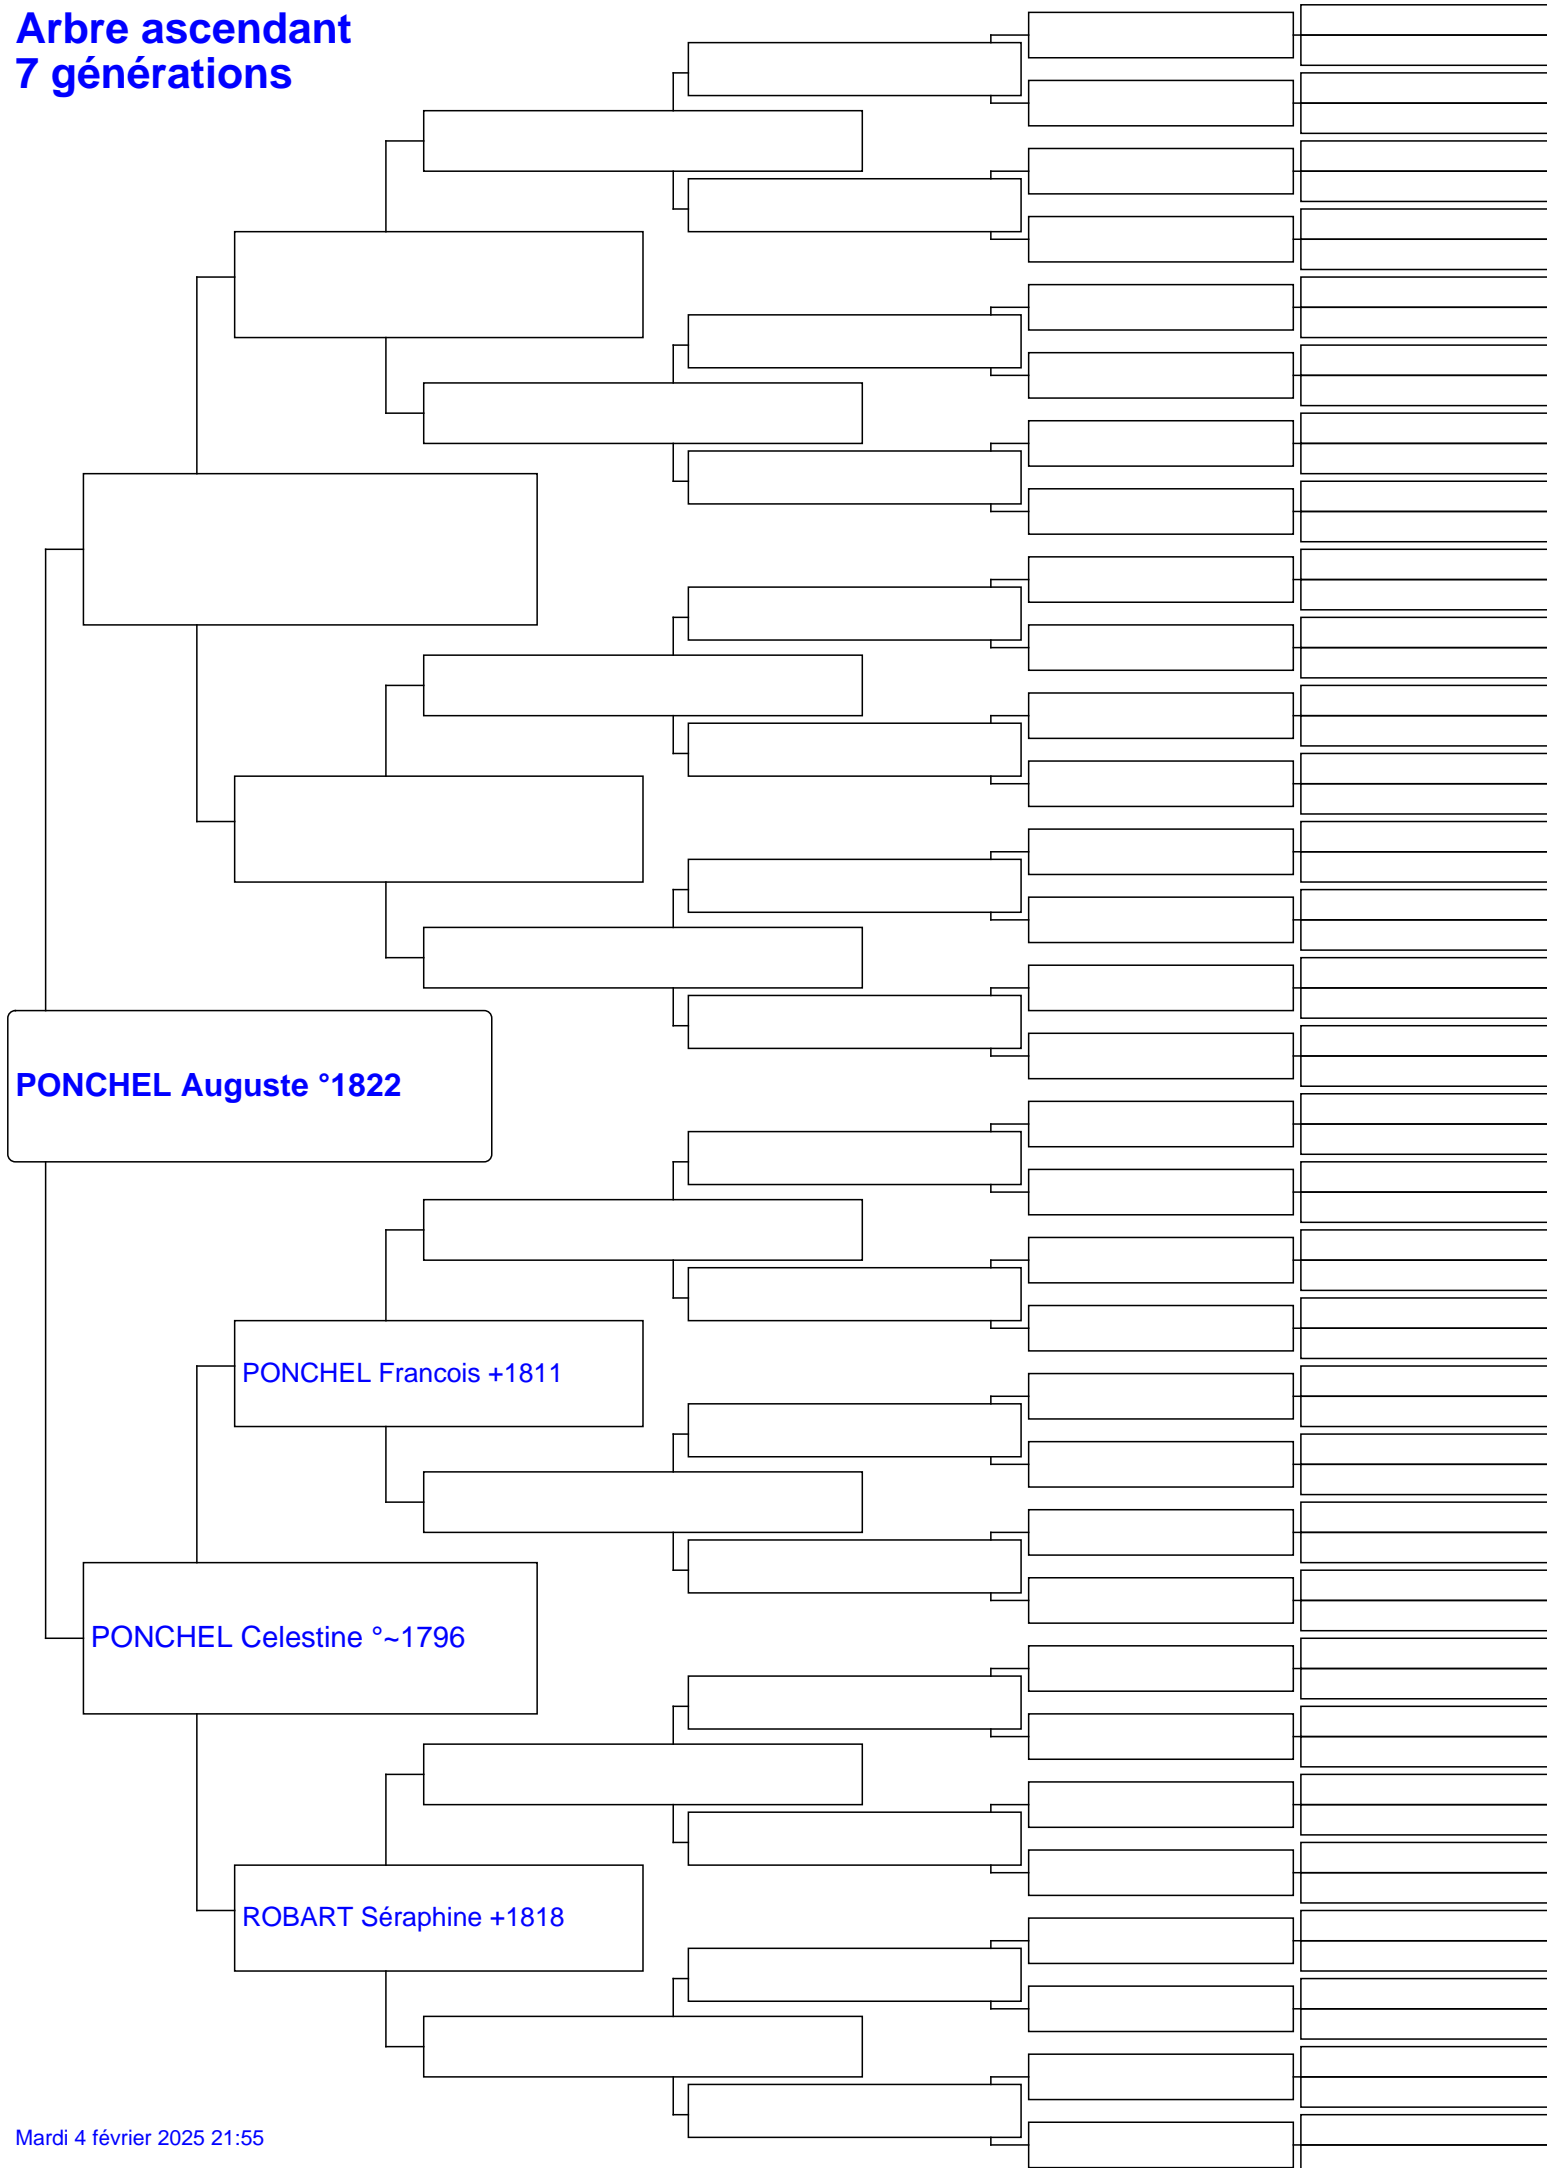 Arbre ascendant
7 générations
PONCHEL Auguste °1822
PONCHEL Francois +1811
PONCHEL Celestine °~1796
ROBART Séraphine +1818
Mardi 4 février 2025 21:55